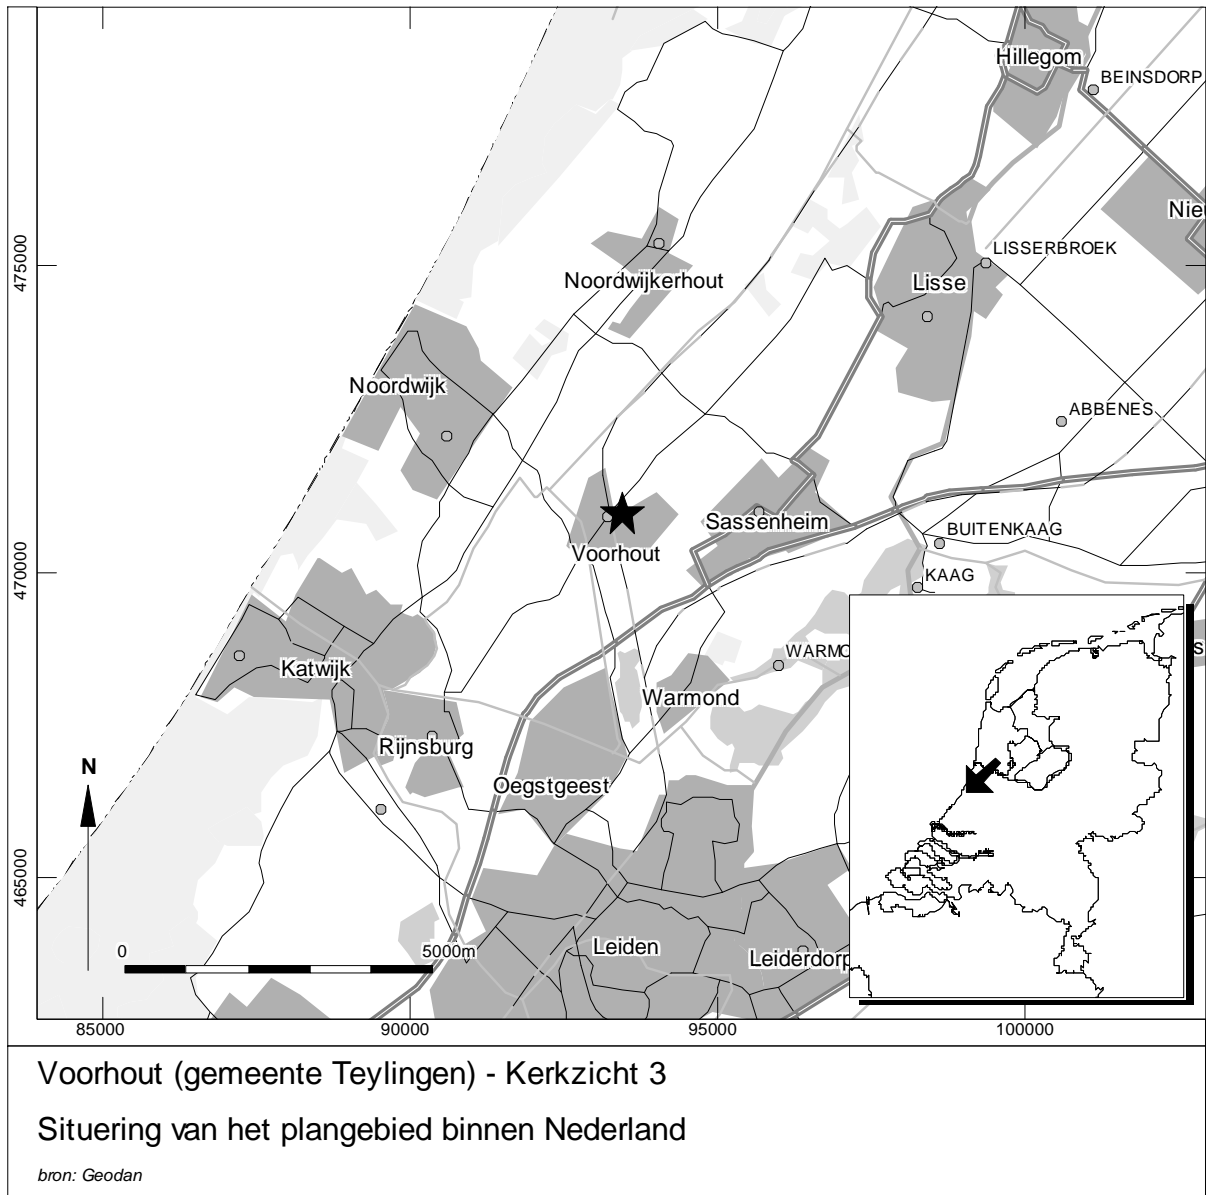 Hillegom
BEINSDORP
475000
LISSERBROEK
Noordwijkerhout
Lisse
Noordwijk
ABBENES
Sassenheim
BUITENKAAG
Voorhout
470000
KAAG
Katwijk
Warmond
Rijnsburg
N
Oegstgeest
465000
0
5000m
Leiden
Leiderdorp
85000
90000
95000
100000
Voorhout (gemeente Teylingen) - Kerkzicht 3
Situering van het plangebied binnen Nederland
bron: Geodan